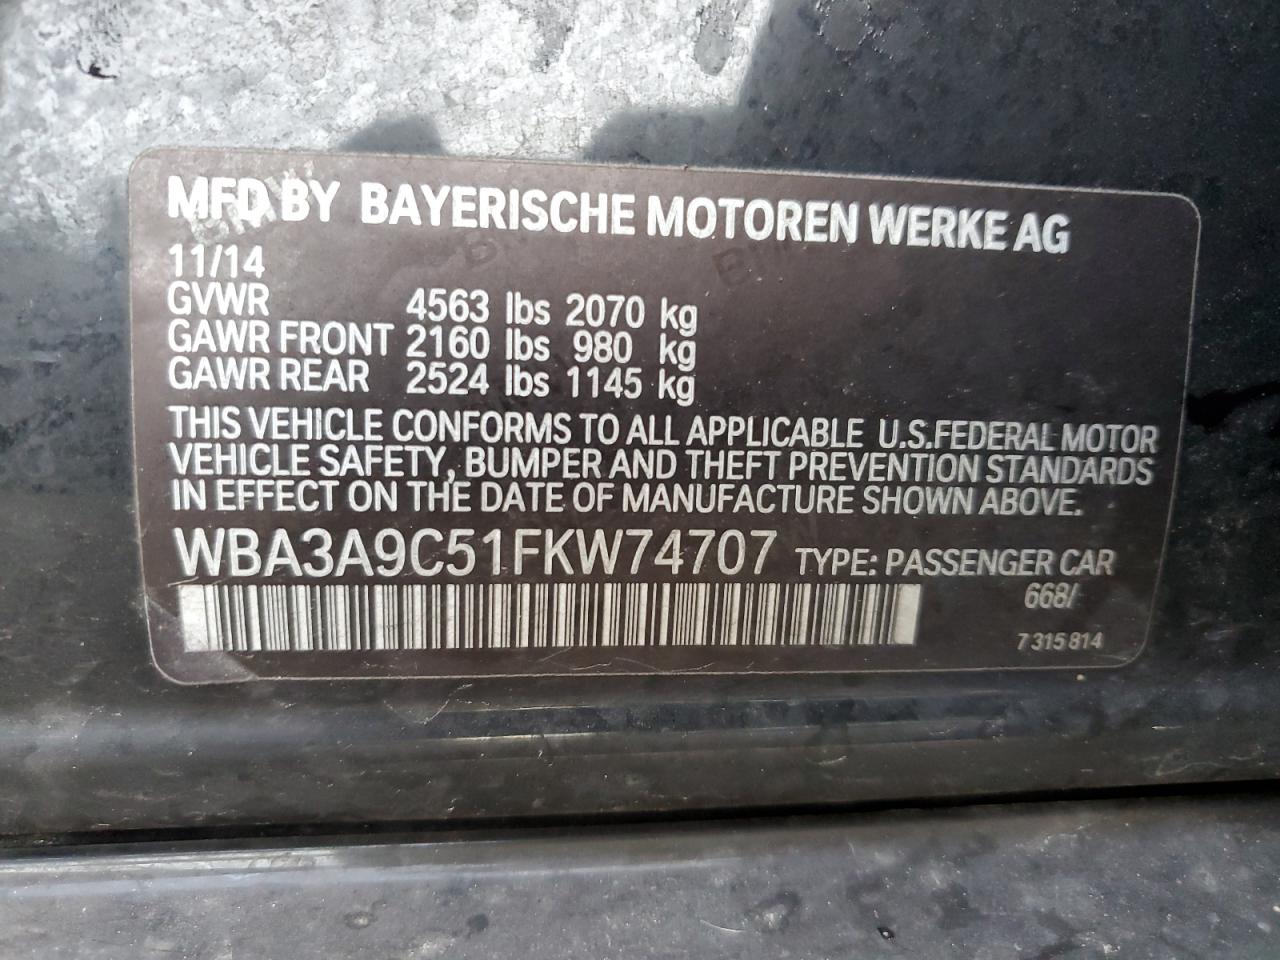 MFD BY BAYERISCHE MOTOREN WERKE AG
11/14
GVWR 4563 lbs 2070 kg
GAWR FRONT 2160 lbs 980 kg
GAWR REAR 2524 lbs 1145 kg
THIS VEHICLE CONFORMS TO ALL APPLICABLE U.S.FEDERAL MOTOR
VEHICLE SAFETY, BUMPER AND THEFT PREVENTION STANDARDS
IN EFFECT ON THE DATE OF MANUFACTURE SHOWN ABOVE.
WBA3A9C51FKW74707 TYPE: PASSENGER CAR
668/
7 315 814